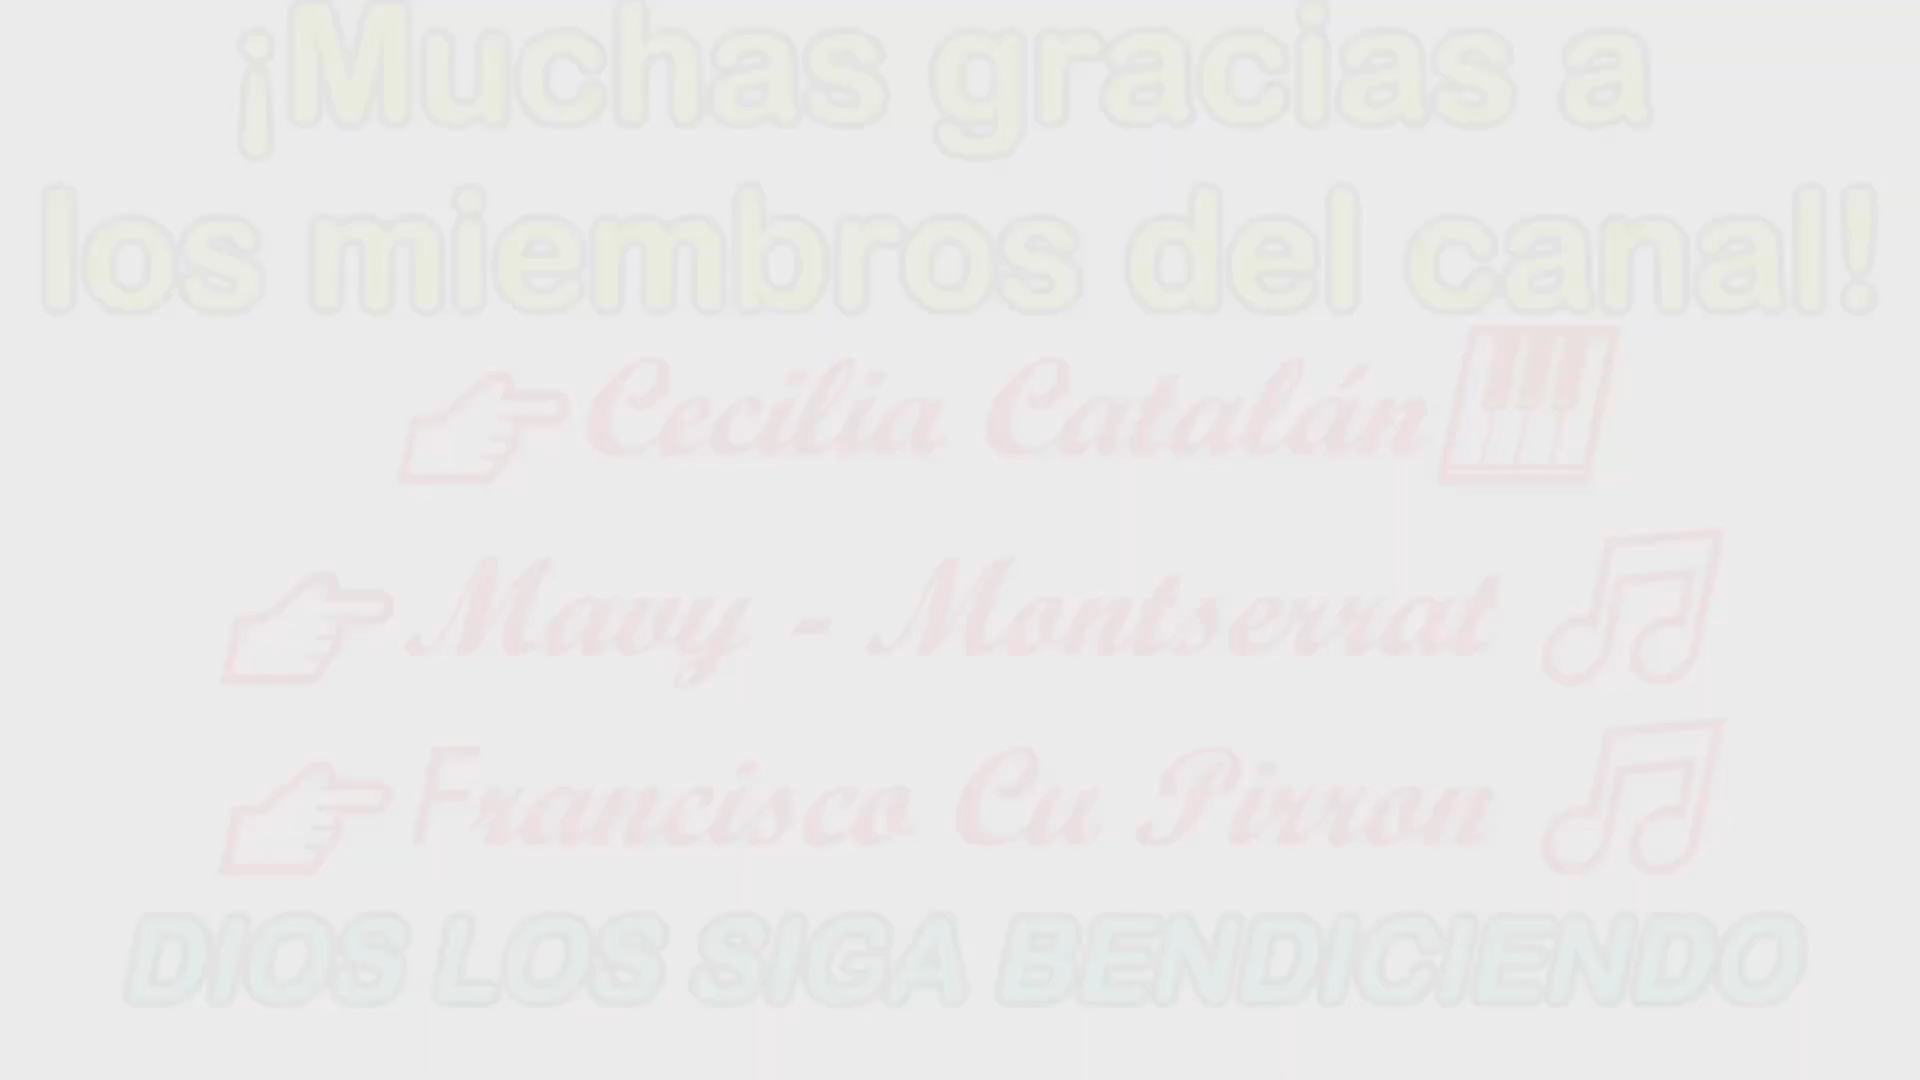 ¡Muchas gracias a
los miembros del canal!
Cecilia Catalán
Mavy - Montserrat
Francisco Cu Pirron
DIOS LOS SIGA BENDICIENDO